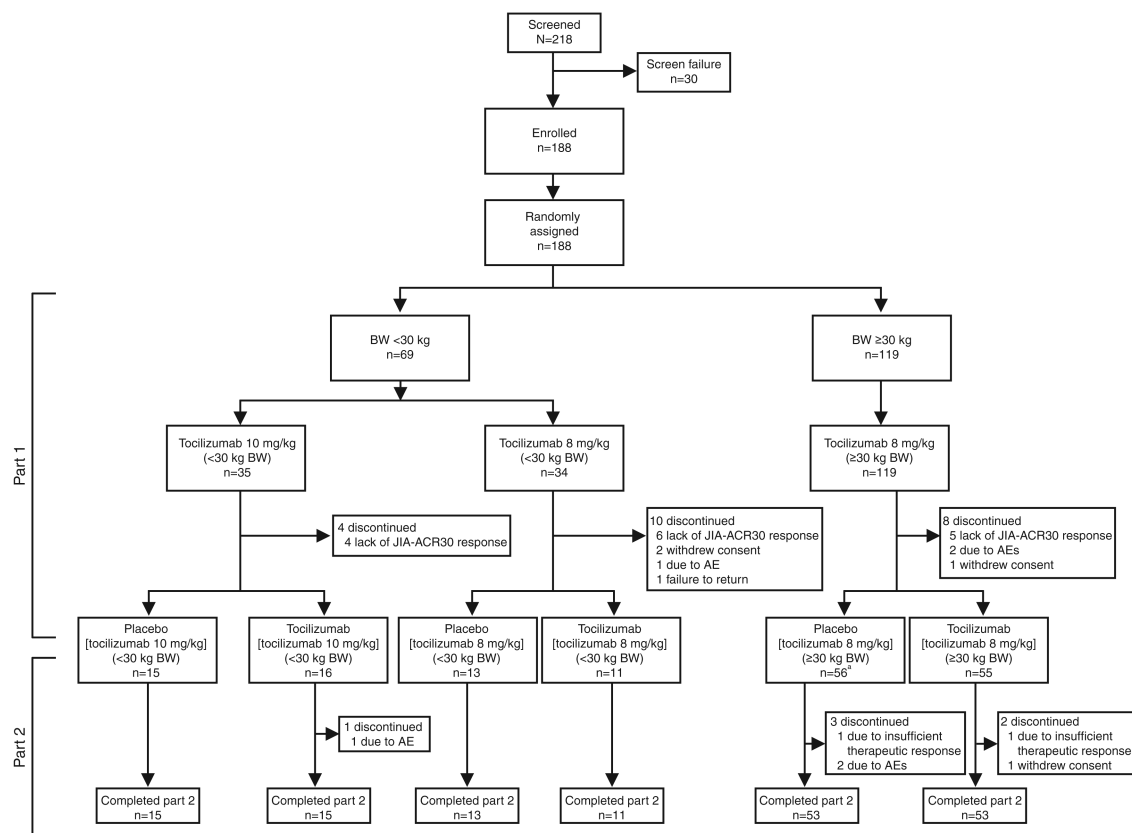 Screened
N=218
Screen failure
n=30
Enrolled
n=188
Randomly
assigned
n=188
Part 1
BW <30 kg
n=69
BW ≥30 kg
n=119
Tocilizumab 10 mg/kg
(<30 kg BW)
n=35
Tocilizumab 8 mg/kg
(<30 kg BW)
n=34
Tocilizumab 8 mg/kg
(≥30 kg BW)
n=119
4 discontinued
4 lack of JIA-ACR30 response
10 discontinued
6 lack of JIA-ACR30 response
2 withdrew consent
1 due to AE
1 failure to return
8 discontinued
5 lack of JIA-ACR30 response
2 due to AEs
1 withdrew consent
Placebo
[tocilizumab 10 mg/kg]
(<30 kg BW)
n=15
Tocilizumab
[tocilizumab 10 mg/kg]
(<30 kg BW)
n=16
Placebo
[tocilizumab 8 mg/kg]
(<30 kg BW)
n=13
Tocilizumab
[tocilizumab 8 mg/kg]
(<30 kg BW)
n=11
Placebo
[tocilizumab 8 mg/kg]
(≥30 kg BW)
n=56ª
Tocilizumab
[tocilizumab 8 mg/kg]
(≥30 kg BW)
n=55
Part 2
1 discontinued
1 due to AE
3 discontinued
1 due to insufficient
therapeutic response
2 due to AEs
2 discontinued
1 due to insufficient
therapeutic response
1 withdrew consent
Completed part 2
n=15
Completed part 2
n=15
Completed part 2
n=13
Completed part 2
n=11
Completed part 2
n=53
Completed part 2
n=53